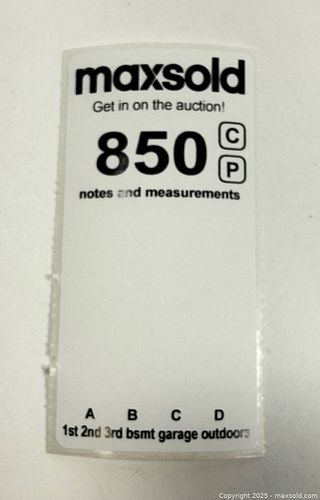 maxsold
Get in on the auction!
850 C
P
notes and measurements
A B C D
1st 2nd 3rd bsmt garage outdoors
Copyright 2025 - maxsold.com